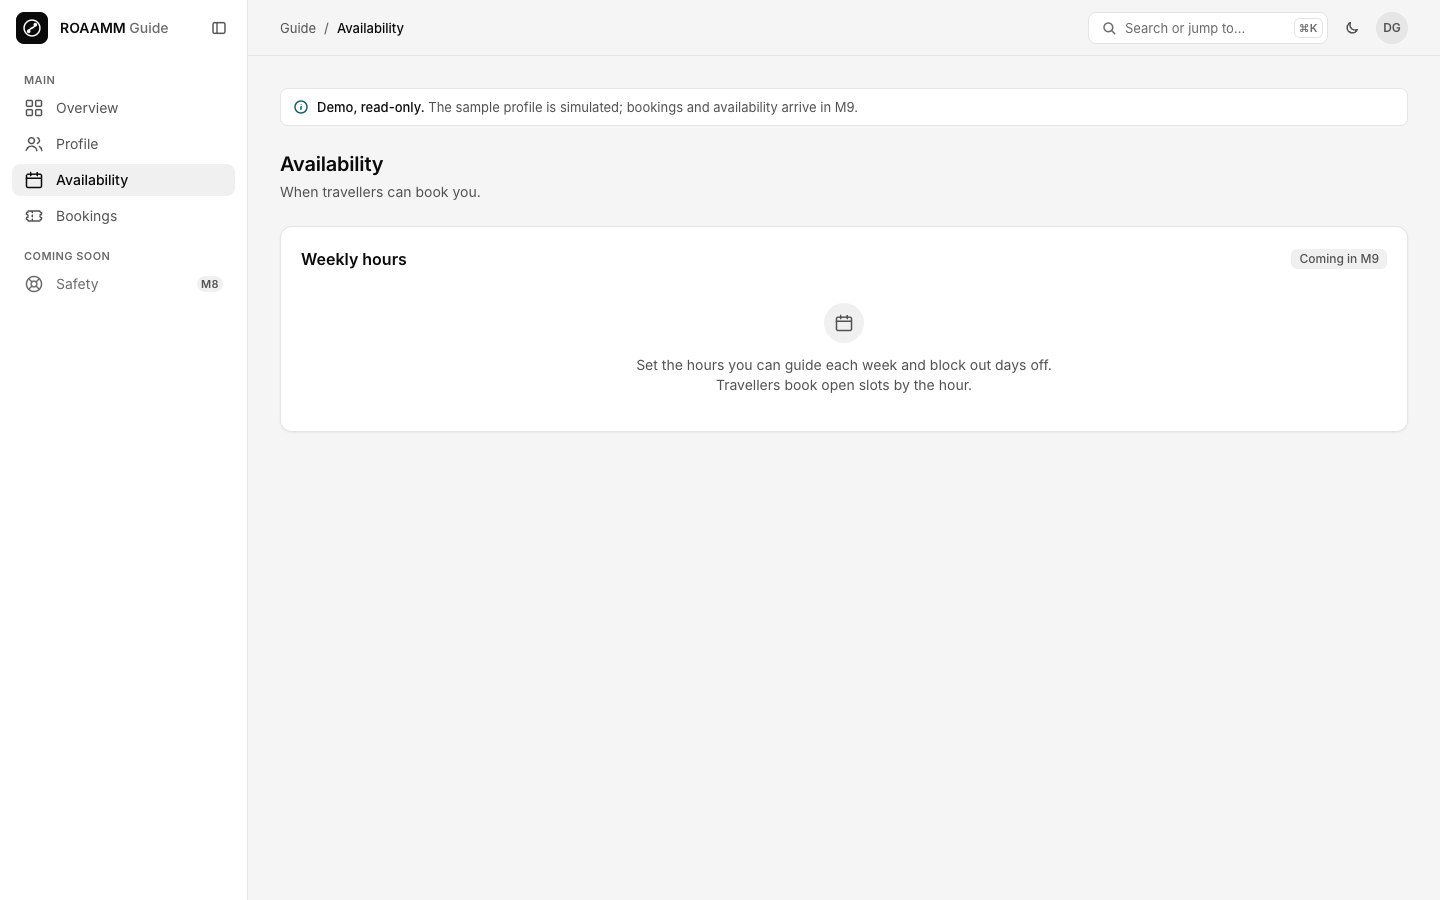 ROAAMM Guide
MAIN
Overview
Profile
Availability
Bookings
COMING SOON
Safety M8
Guide / Availability
Search or jump to... ⌘K
DG
Demo, read-only. The sample profile is simulated; bookings and availability arrive in M9.
Availability
When travellers can book you.
Weekly hours
Coming in M9
Set the hours you can guide each week and block out days off.
Travellers book open slots by the hour.